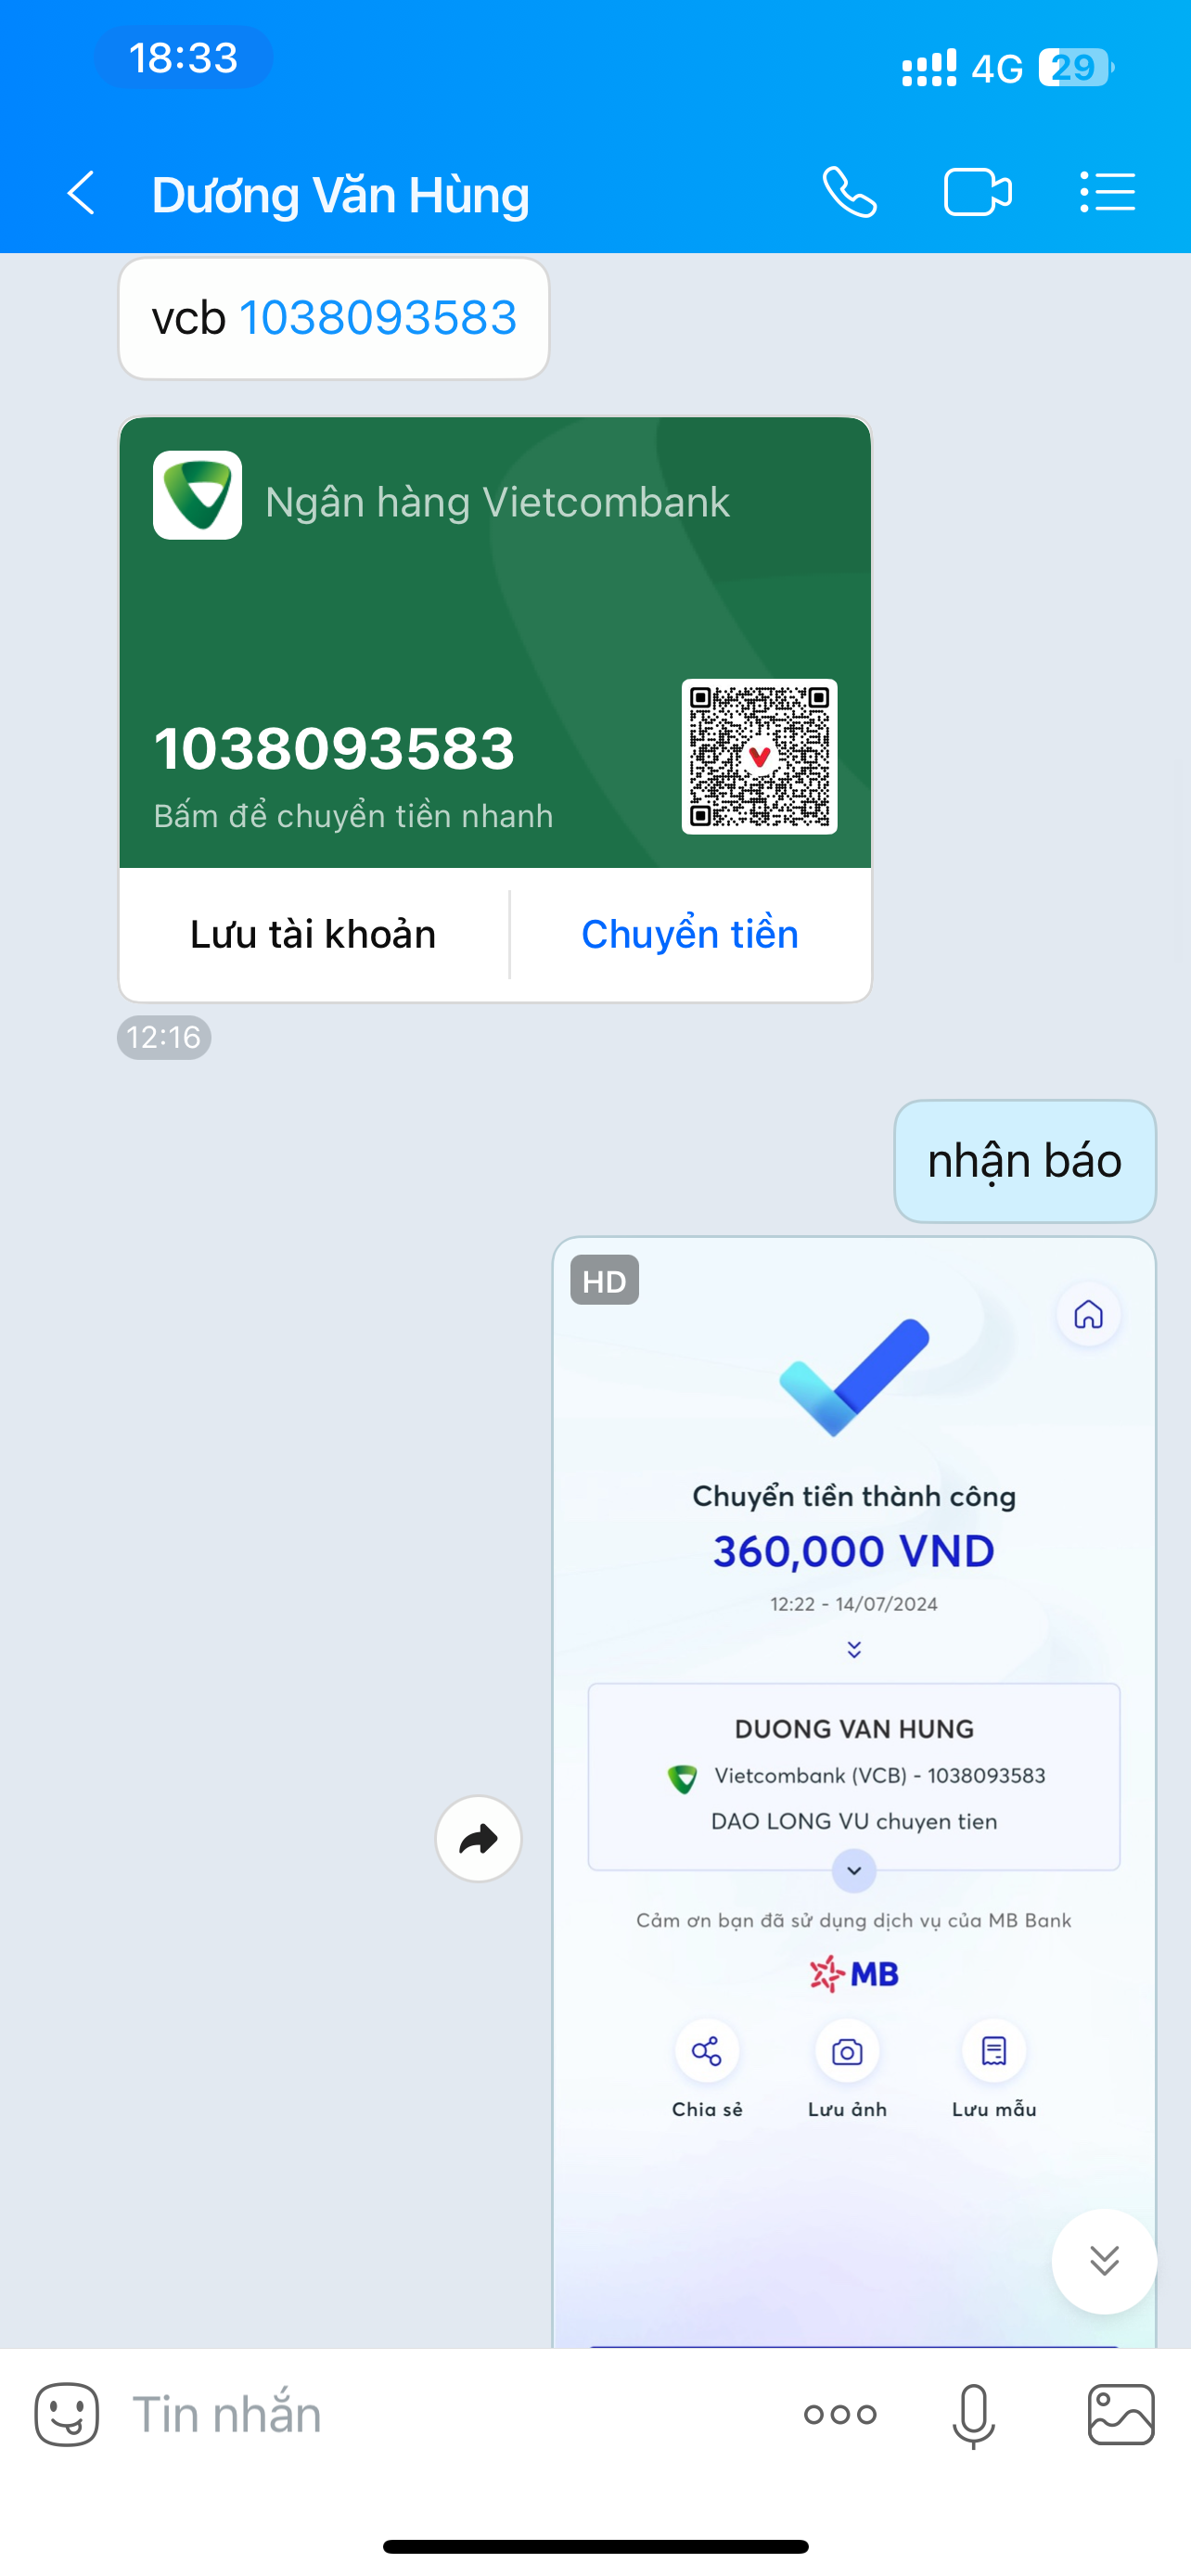 18:33
4G 29
Dương Văn Hùng
vcb 1038093583
Ngân hàng Vietcombank
1038093583
Bấm để chuyển tiền nhanh
Lưu tài khoản
Chuyển tiền
12:16
nhận báo
HD
Chuyển tiền thành công
360,000 VND
12:22 - 14/07/2024
DUONG VAN HUNG
Vietcombank (VCB) - 1038093583
DAO LONG VU chuyen tien
Cảm ơn bạn đã sử dụng dịch vụ của MB Bank
MB
Chia sẻ
Lưu ảnh
Lưu mẫu
Tin nhắn